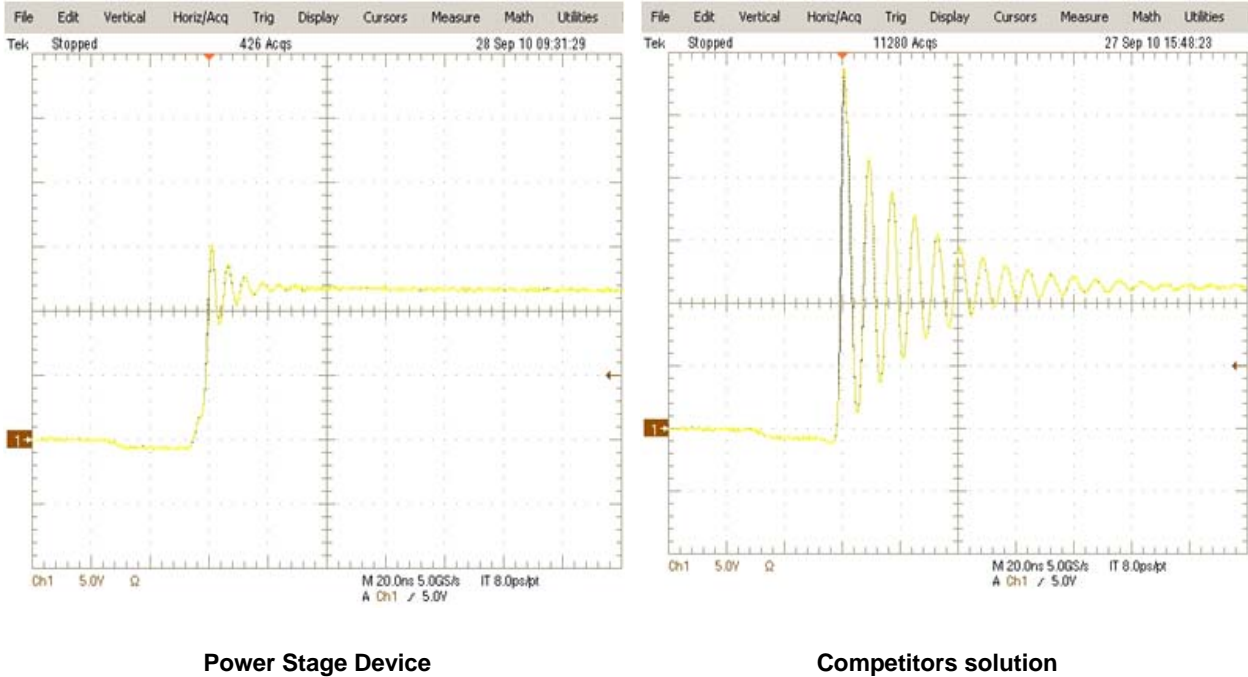 File Edit Vertical Horiz/Acq Trig Display Cursors Measure Math Utilities
Tek Stopped 426 Acqs 28 Sep 10 09:31:29
1
Ch1 5.0V Ω M 20.0ns 5.0GS/s IT 8.0ps/pt
A Ch1 / 5.0V
Power Stage Device
File Edit Vertical Horiz/Acq Trig Display Cursors Measure Math Utilities
Tek Stopped 11280 Acqs 27 Sep 10 15:48:23
1
Ch1 5.0V Ω M 20.0ns 5.0GS/s IT 8.0ps/pt
A Ch1 / 5.0V
Competitors solution